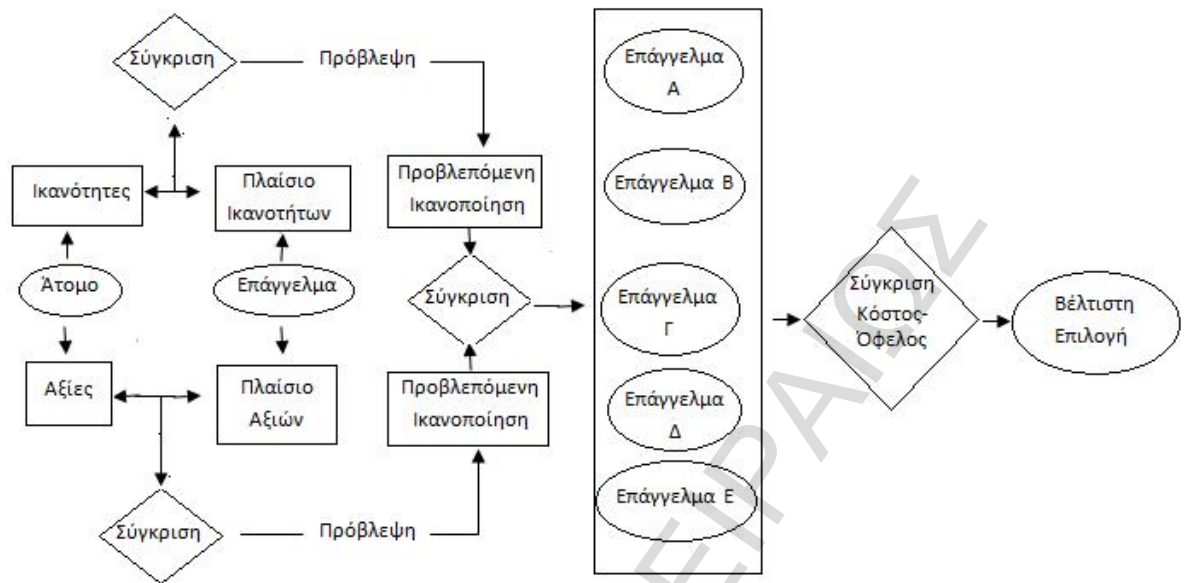 Σύγκριση
Πρόβλεψη
Ικανότητες
Πλαίσιο
Ικανοτήτων
Άτομο
Επάγγελμα
Αξίες
Πλαίσιο
Αξιών
Σύγκριση
Πρόβλεψη
Προβλεπόμενη
Ικανοποίηση
Σύγκριση
Προβλεπόμενη
Ικανοποίηση
Επάγγελμα
Α
Επάγγελμα Β
Επάγγελμα
Γ
Επάγγελμα
Δ
Επάγγελμα Ε
Σύγκριση
Κόστος-
Όφελος
Βέλτιστη
Επιλογή
ΕΙΡΑΙΩΣ